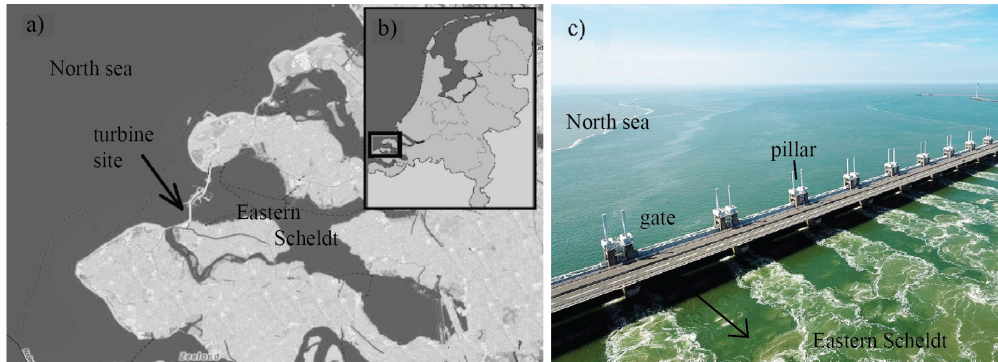 a)
North sea
turbine
site
Eastern
Scheldt
Zeeland
b)
c)
North sea
pillar
gate
Eastern Scheldt